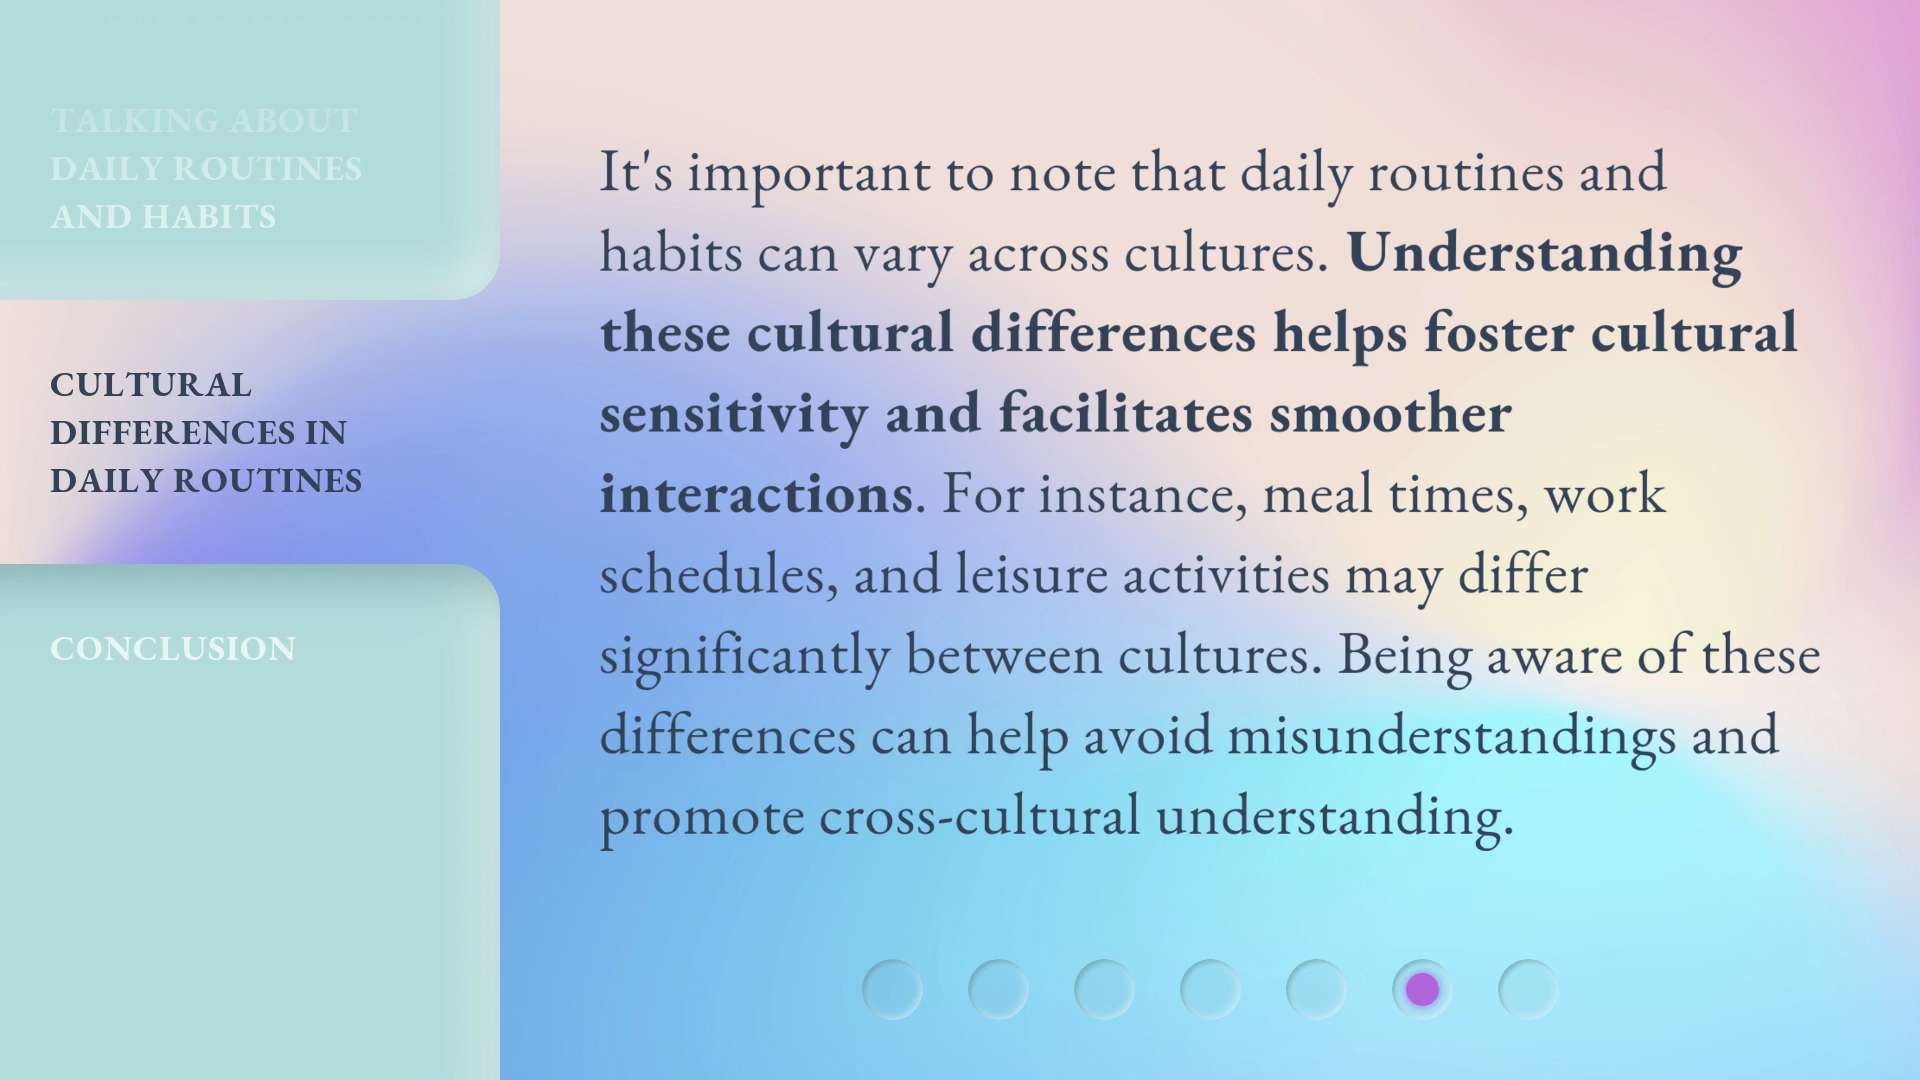 TALKING ABOUT
DAILY ROUTINES
AND HABITS
CULTURAL
DIFFERENCES IN
DAILY ROUTINES
CONCLUSION
It's important to note that daily routines and
habits can vary across cultures. Understanding
these cultural differences helps foster cultural
sensitivity and facilitates smoother
interactions. For instance, meal times, work
schedules, and leisure activities may differ
significantly between cultures. Being aware of these
differences can help avoid misunderstandings and
promote cross-cultural understanding.